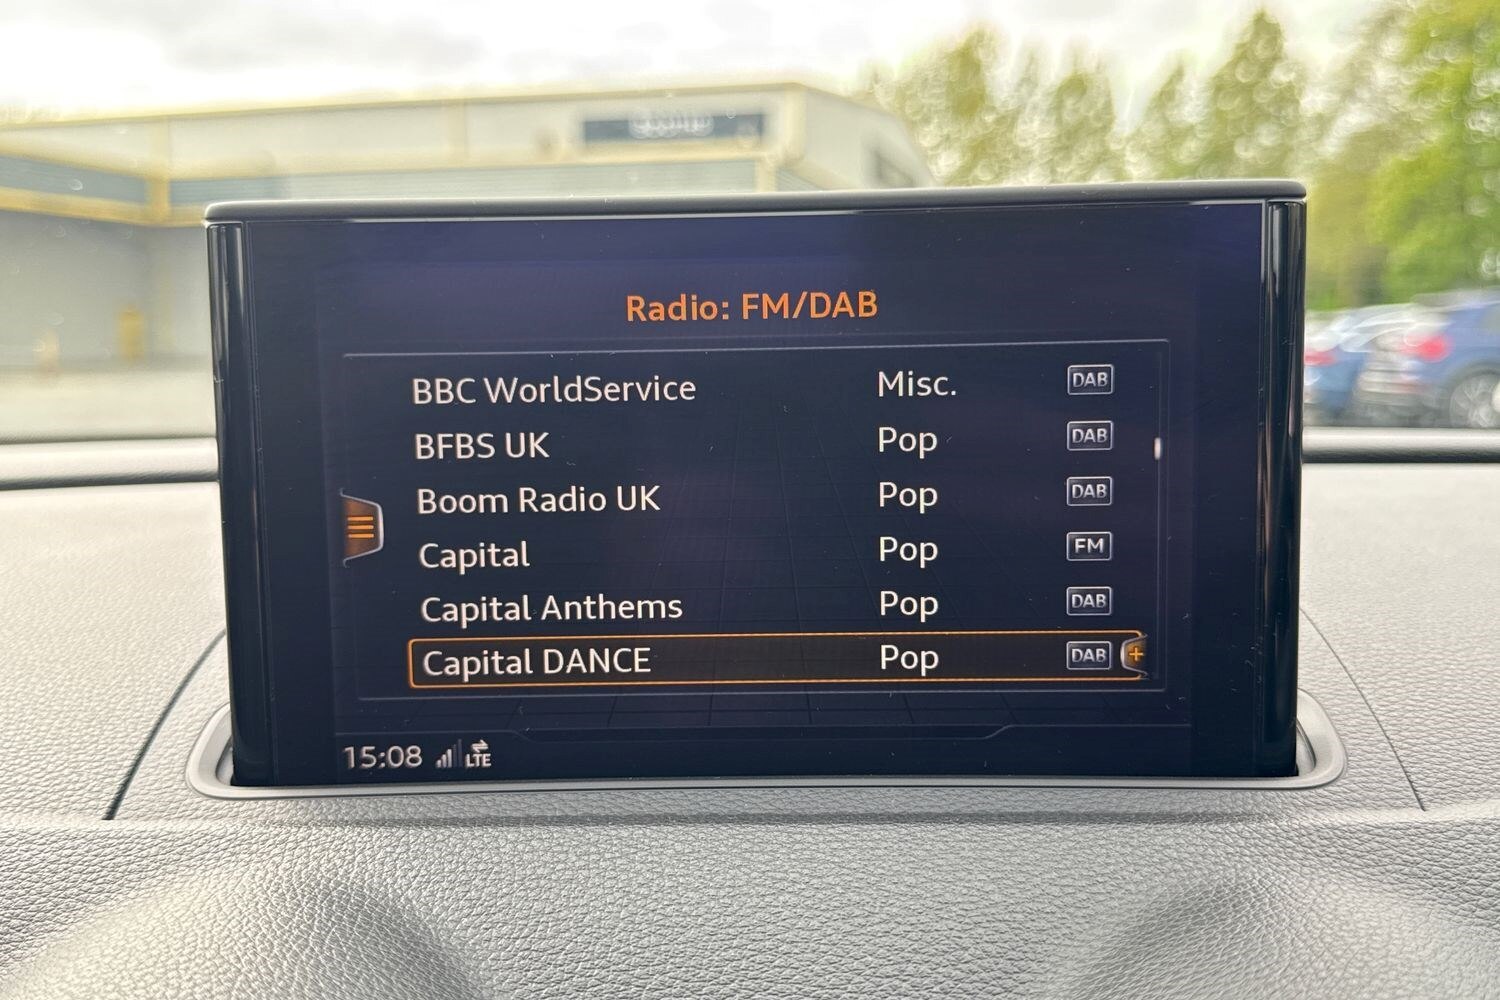 Radio: FM/DAB
BBC WorldService Misc. DAB
BFBS UK Pop DAB
Boom Radio UK Pop DAB
Capital Pop FM
Capital Anthems Pop DAB
Capital DANCE Pop DAB +
15:08 LTE